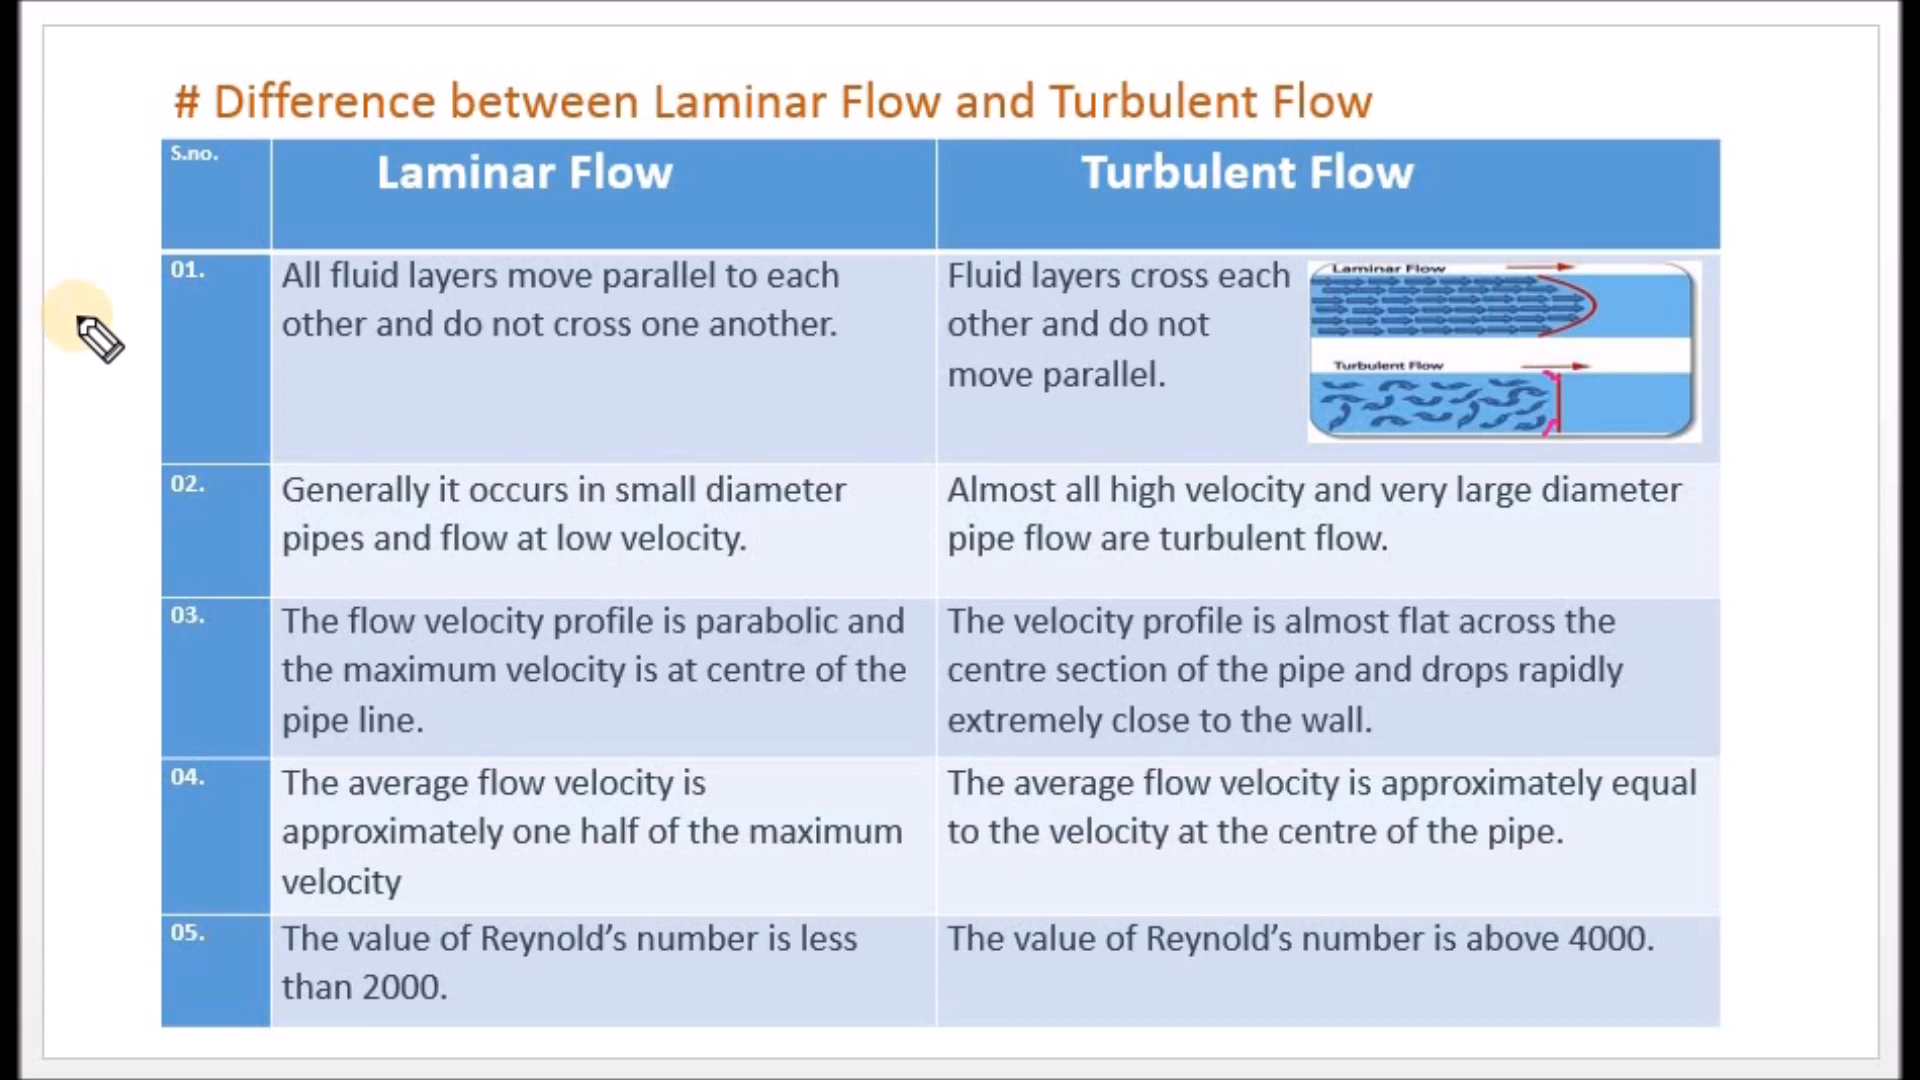 # Difference between Laminar Flow and Turbulent Flow
S.no.
Laminar Flow
Turbulent Flow
01.
All fluid layers move parallel to each
other and do not cross one another.
Fluid layers cross each
other and do not
move parallel.
Laminar Flow
Turbulent Flow
02.
Generally it occurs in small diameter
pipes and flow at low velocity.
Almost all high velocity and very large diameter
pipe flow are turbulent flow.
03.
The flow velocity profile is parabolic and
the maximum velocity is at centre of the
pipe line.
The velocity profile is almost flat across the
centre section of the pipe and drops rapidly
extremely close to the wall.
04.
The average flow velocity is
approximately one half of the maximum
velocity
The average flow velocity is approximately equal
to the velocity at the centre of the pipe.
05.
The value of Reynold’s number is less
than 2000.
The value of Reynold’s number is above 4000.